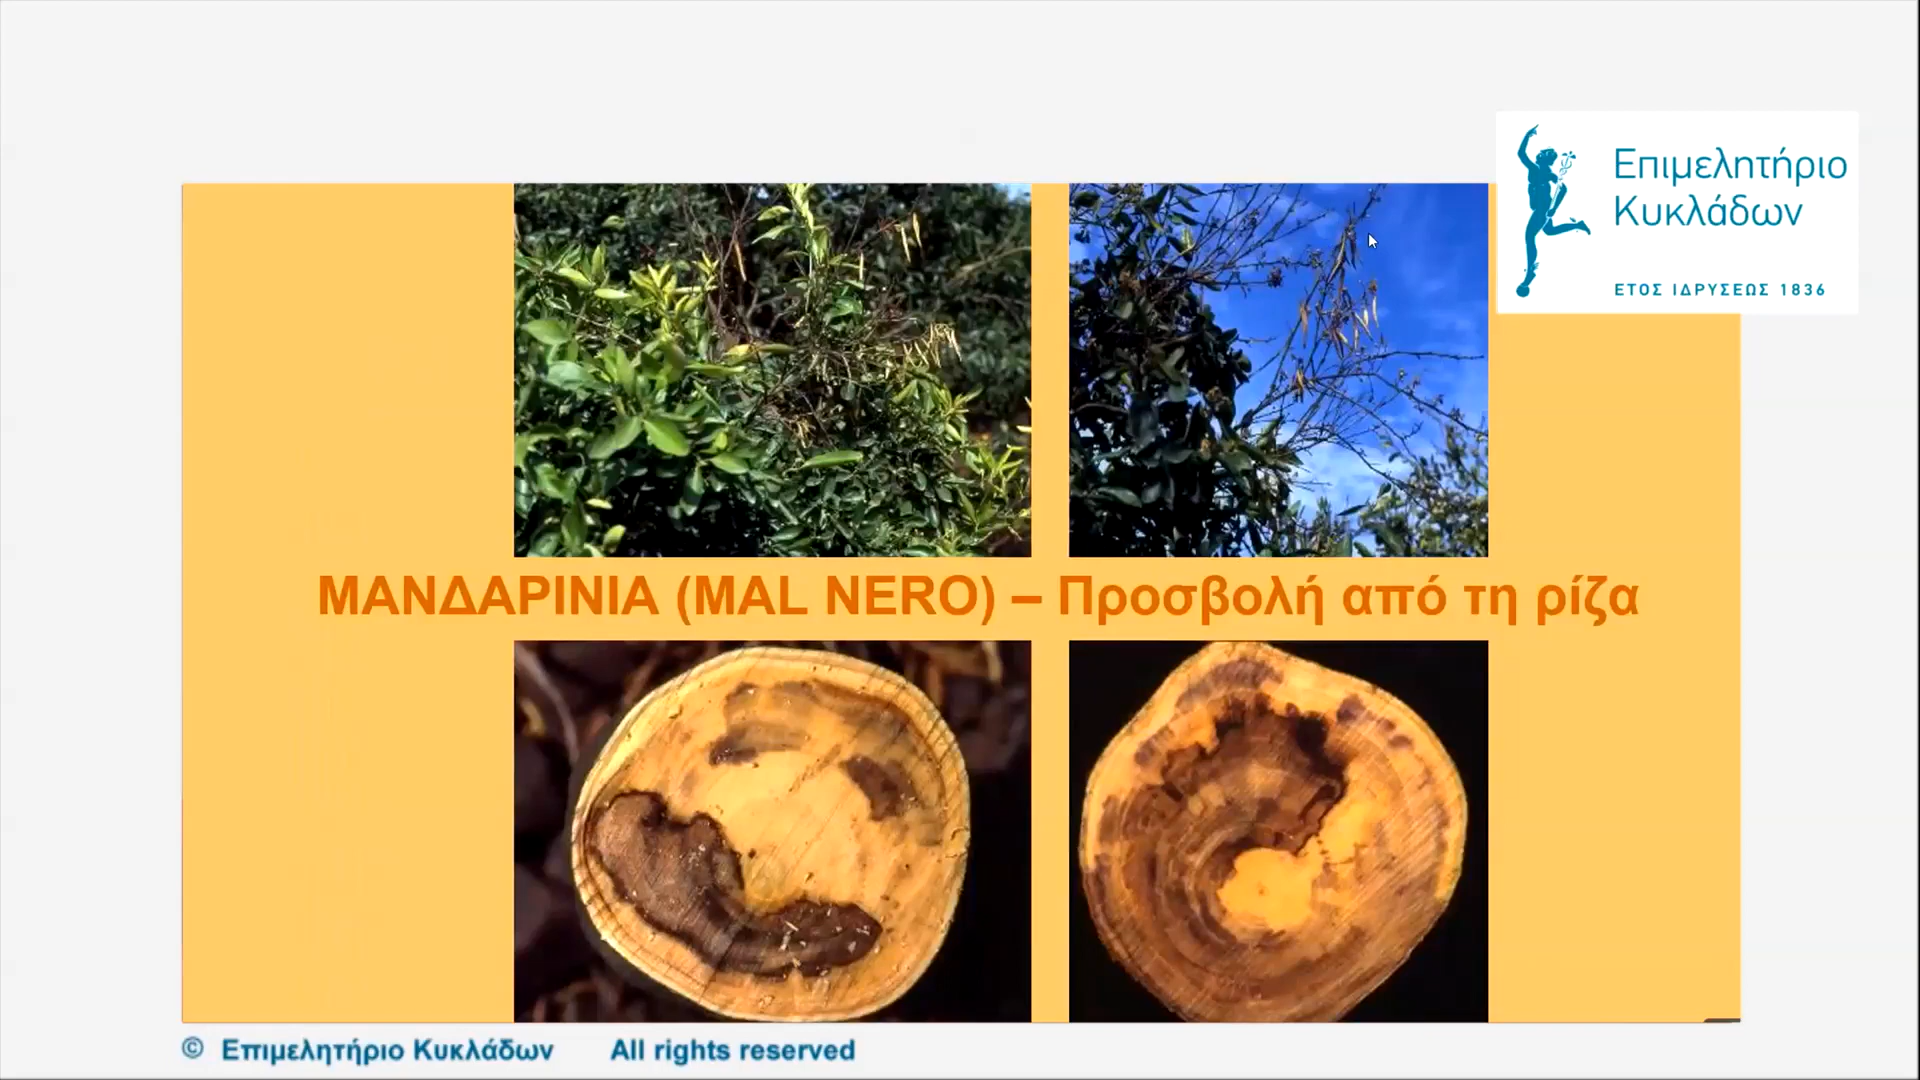 Επιμελητήριο
Κυκλάδων
ΕΤΟΣ ΙΔΡΥΣΕΩΣ 1836
ΜΑΝΔΑΡΙΝΙΑ (MAL NERO) – Προσβολή από τη ρίζα
© Επιμελητήριο Κυκλάδων All rights reserved